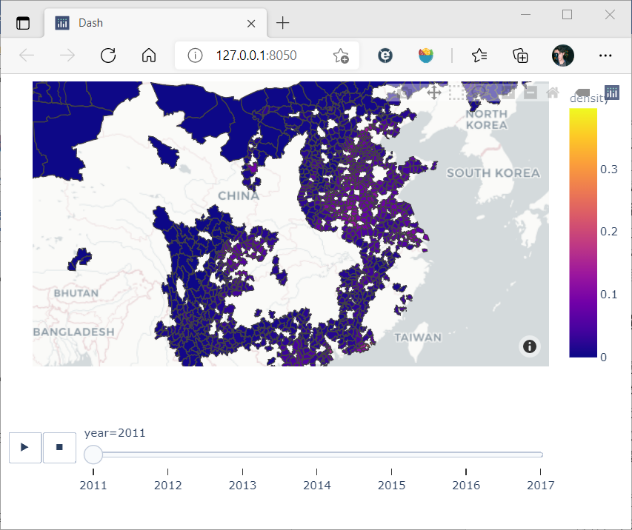 Dash
127.0.0.1:8050
density
NORTH
KOREA
SOUTH KOREA
CHINA
BHUTAN
BANGLADESH
TAIWAN
0.3
0.2
0.1
0
year=2011
2011 2012 2013 2014 2015 2016 2017